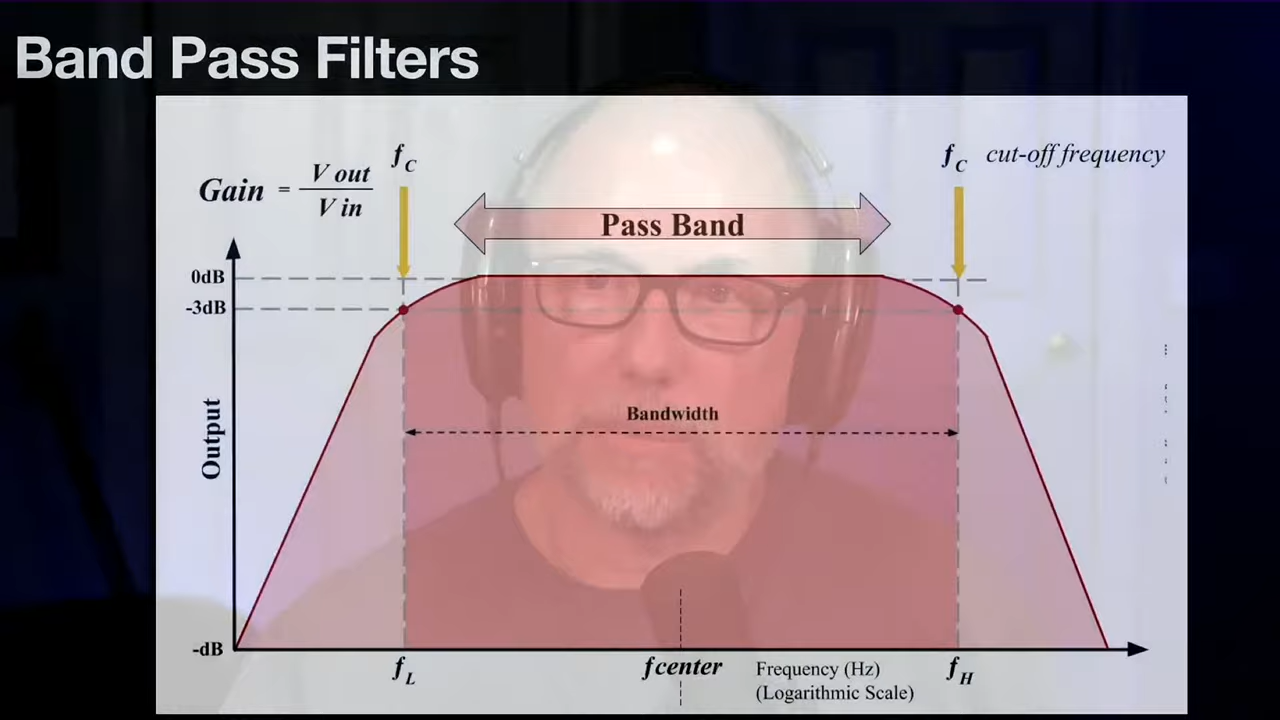 Band Pass Filters
f C
f C cut-off frequency
Gain = V out
V in
Pass Band
0dB
-3dB
Bandwidth
Output
-dB
f L
fcenter
Frequency (Hz)
(Logarithmic Scale)
f H